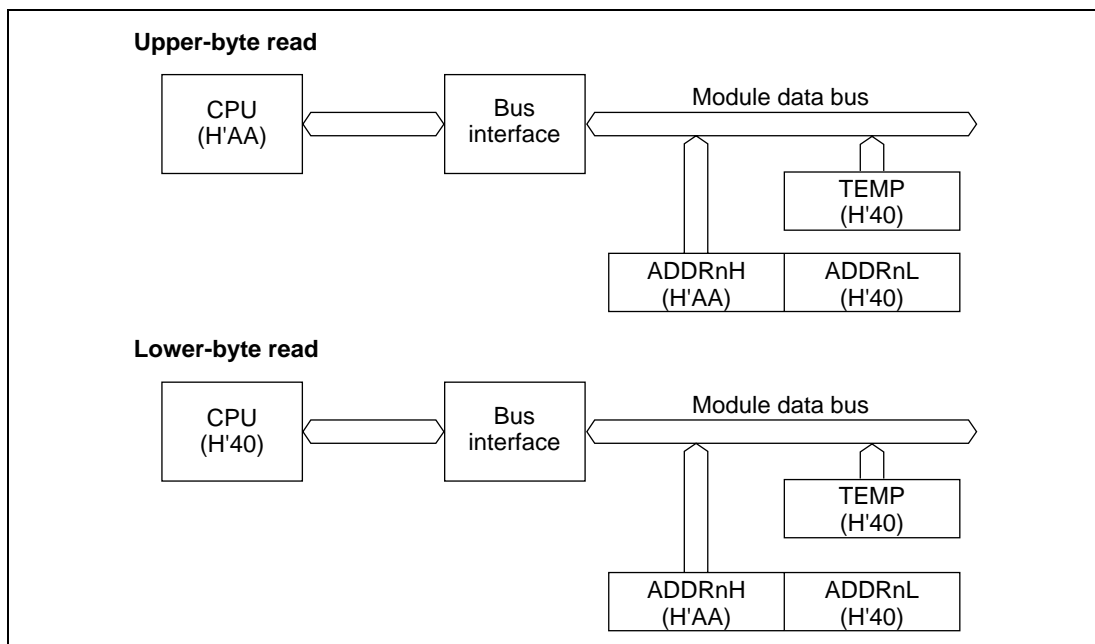 Upper-byte read
CPU
(H'AA)
Bus
interface
Module data bus
TEMP
(H'40)
ADDRnH
(H'AA)
ADDRnL
(H'40)
Lower-byte read
CPU
(H'40)
Bus
interface
Module data bus
TEMP
(H'40)
ADDRnH
(H'AA)
ADDRnL
(H'40)